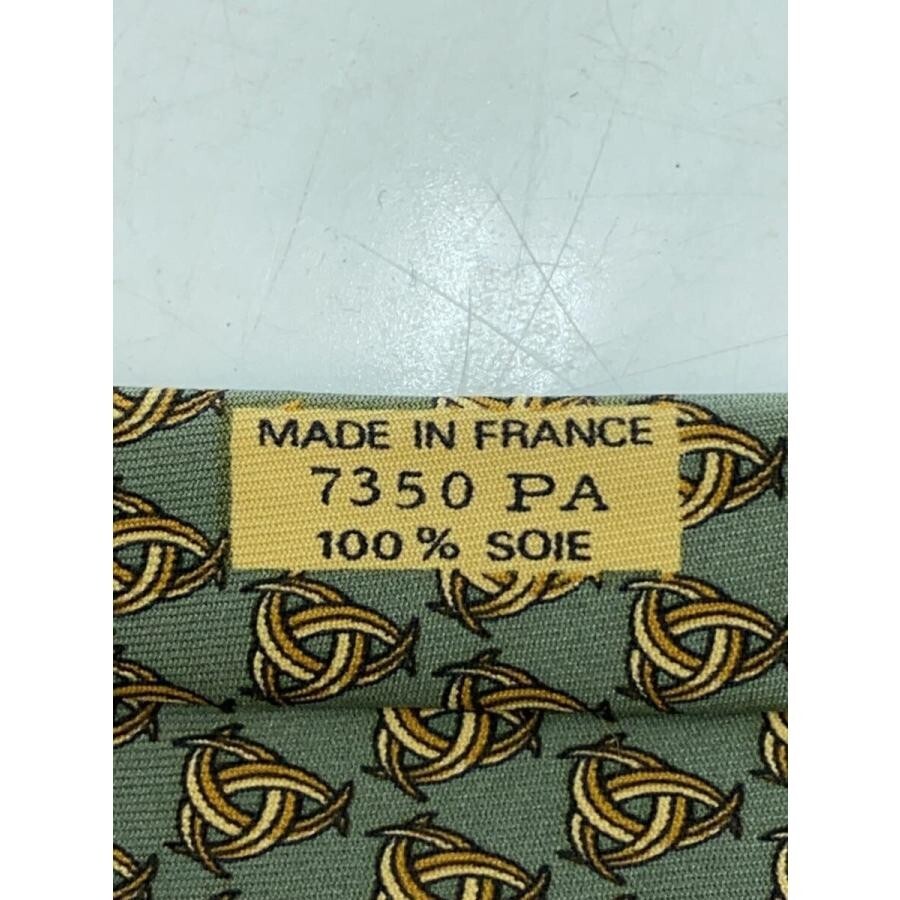 MADE IN FRANCE
7350 PA
100% SOIE